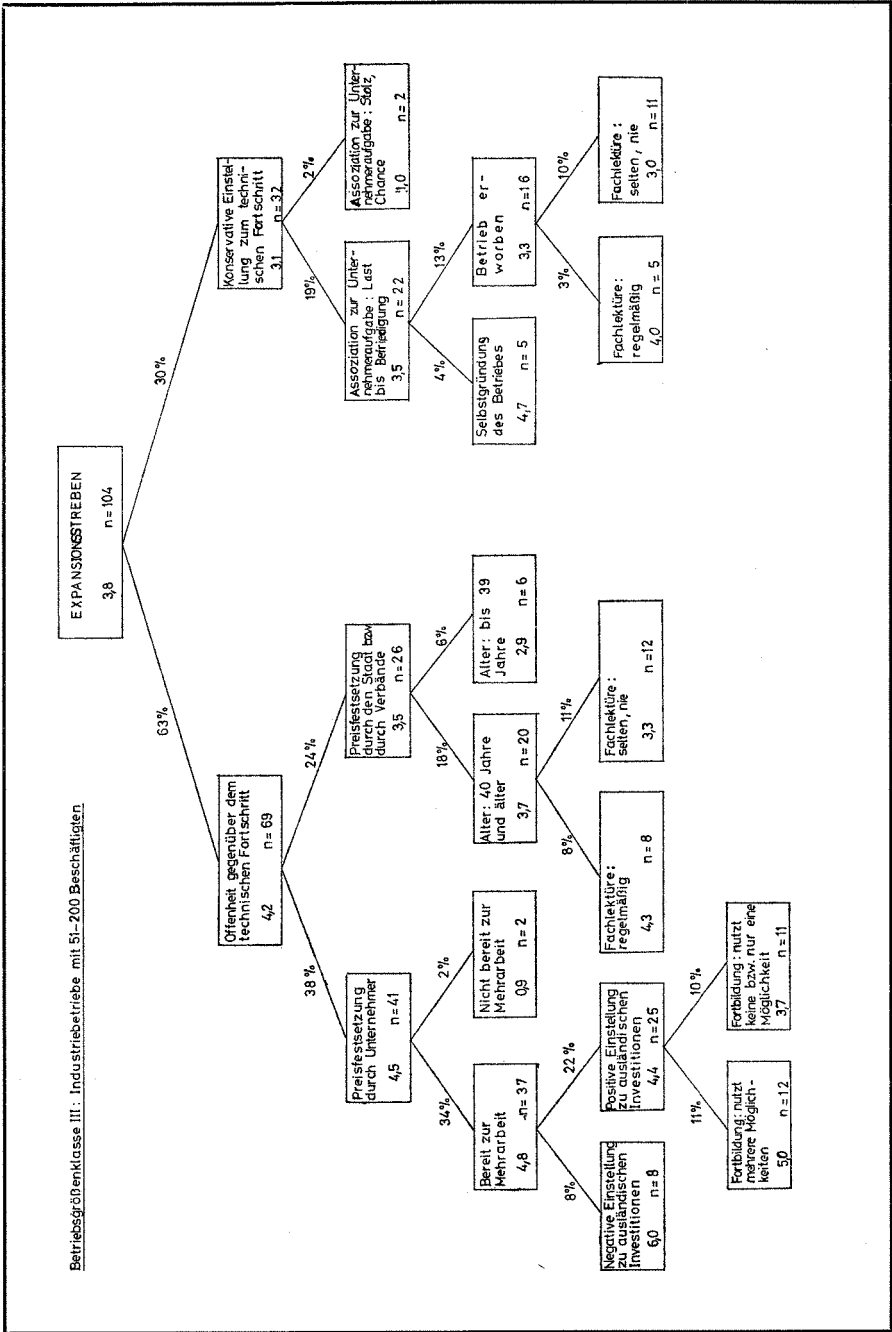 Betriebsgrößenklasse III: Industriebetriebe mit 51-200 Beschäftigten
EXPANSIONSSTREBEN
3,8 n = 104
63%
30%
Offenheit gegenüber dem
technischen Fortschritt
4,2 n = 69
Konservative Einstel-
lung zum techni-
schen Fortschritt
3,1 n = 32
38%
24%
19%
2%
Preisfestsetzung
durch Unternehmer
4,5 n = 41
Preisfestsetzung
durch den Staat bzw
durch Verbände
3,5 n = 26
Assoziation zur Unter-
nehmeraufgabe: Last
bis Befriedigung
3,5 n = 22
Assoziation zur Unter-
nehmeraufgabe: Stolz,
Chance
1,0 n = 2
34%
2%
18%
6%
4%
13%
Bereit zur
Mehrarbeit
4,8 n = 37
Nicht bereit zur
Mehrarbeit
0,9 n = 2
Alter: 40 Jahre
und älter
3,7 n = 20
Alter: bis 39
Jahre
2,9 n = 6
Selbstgründung
des Betriebes
4,7 n = 5
Betrieb er-
worben
3,3 n = 16
8%
22%
8%
11%
3%
10%
Negative Einstellung
zu ausländischen
Investitionen
6,0 n = 8
Positive Einstellung
zu ausländischen
Investitionen
4,4 n = 25
Fachlektüre:
regelmäßig
4,3 n = 8
Fachlektüre:
selten, nie
3,3 n = 12
Fachlektüre:
regelmäßig
4,0 n = 5
Fachlektüre:
selten, nie
3,0 n = 11
11%
10%
Fortbildung: nutzt
mehrere Möglich-
keiten
5,0 n = 12
Fortbildung: nutzt
keine bzw. nur eine
Möglichkeit
3,7 n = 11